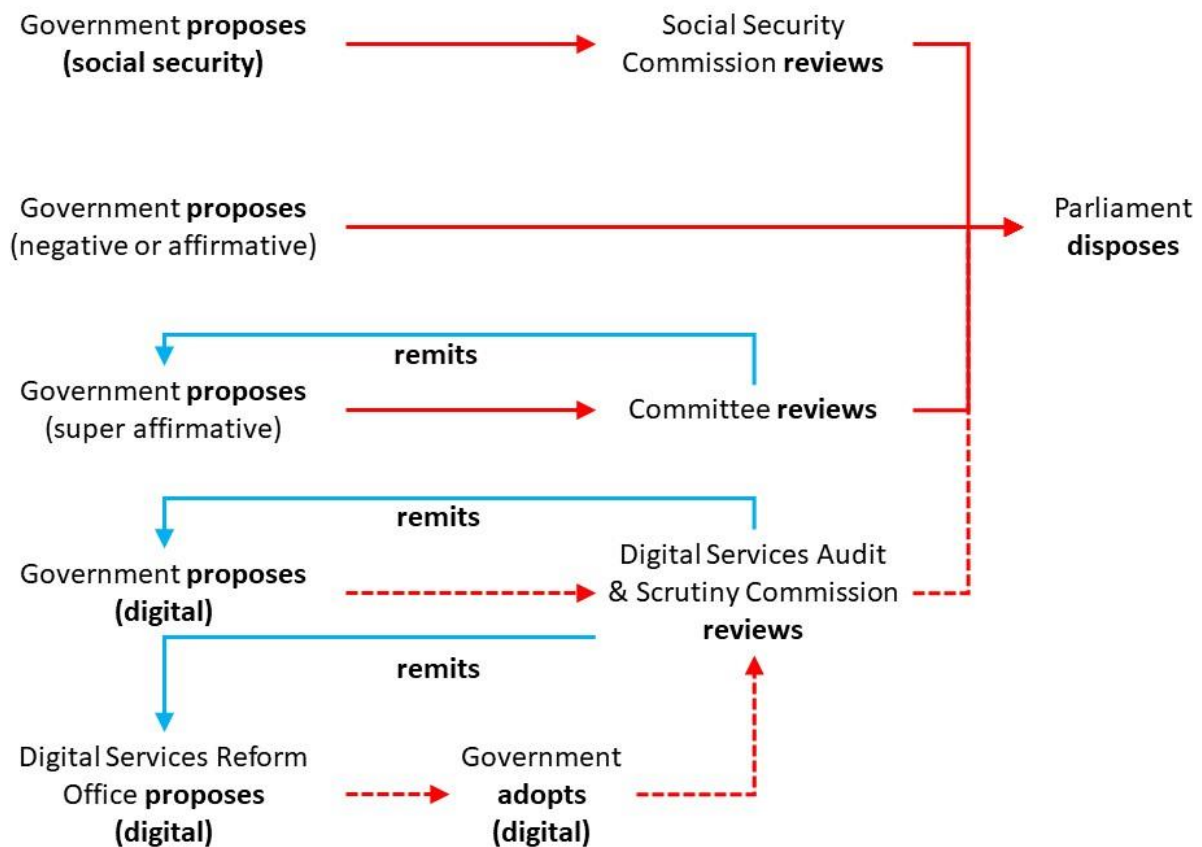 Government proposes
(social security)
Social Security
Commission reviews
Government proposes
(negative or affirmative)
Parliament
disposes
remits
Government proposes
(super affirmative)
Committee reviews
remits
Government proposes
(digital)
Digital Services Audit
& Scrutiny Commission
reviews
remits
Digital Services Reform
Office proposes
(digital)
Government
adopts
(digital)